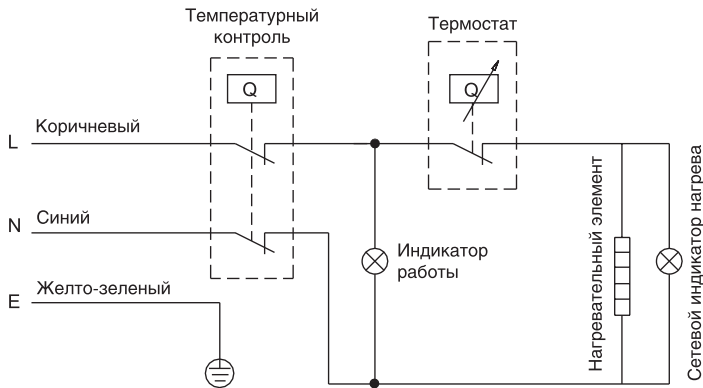 Температурный
контроль
Термостат
Q
Q
L
Коричневый
N
Синий
E
Желто-зеленый
Индикатор
работы
Нагревательный элемент
Сетевой индикатор нагрева